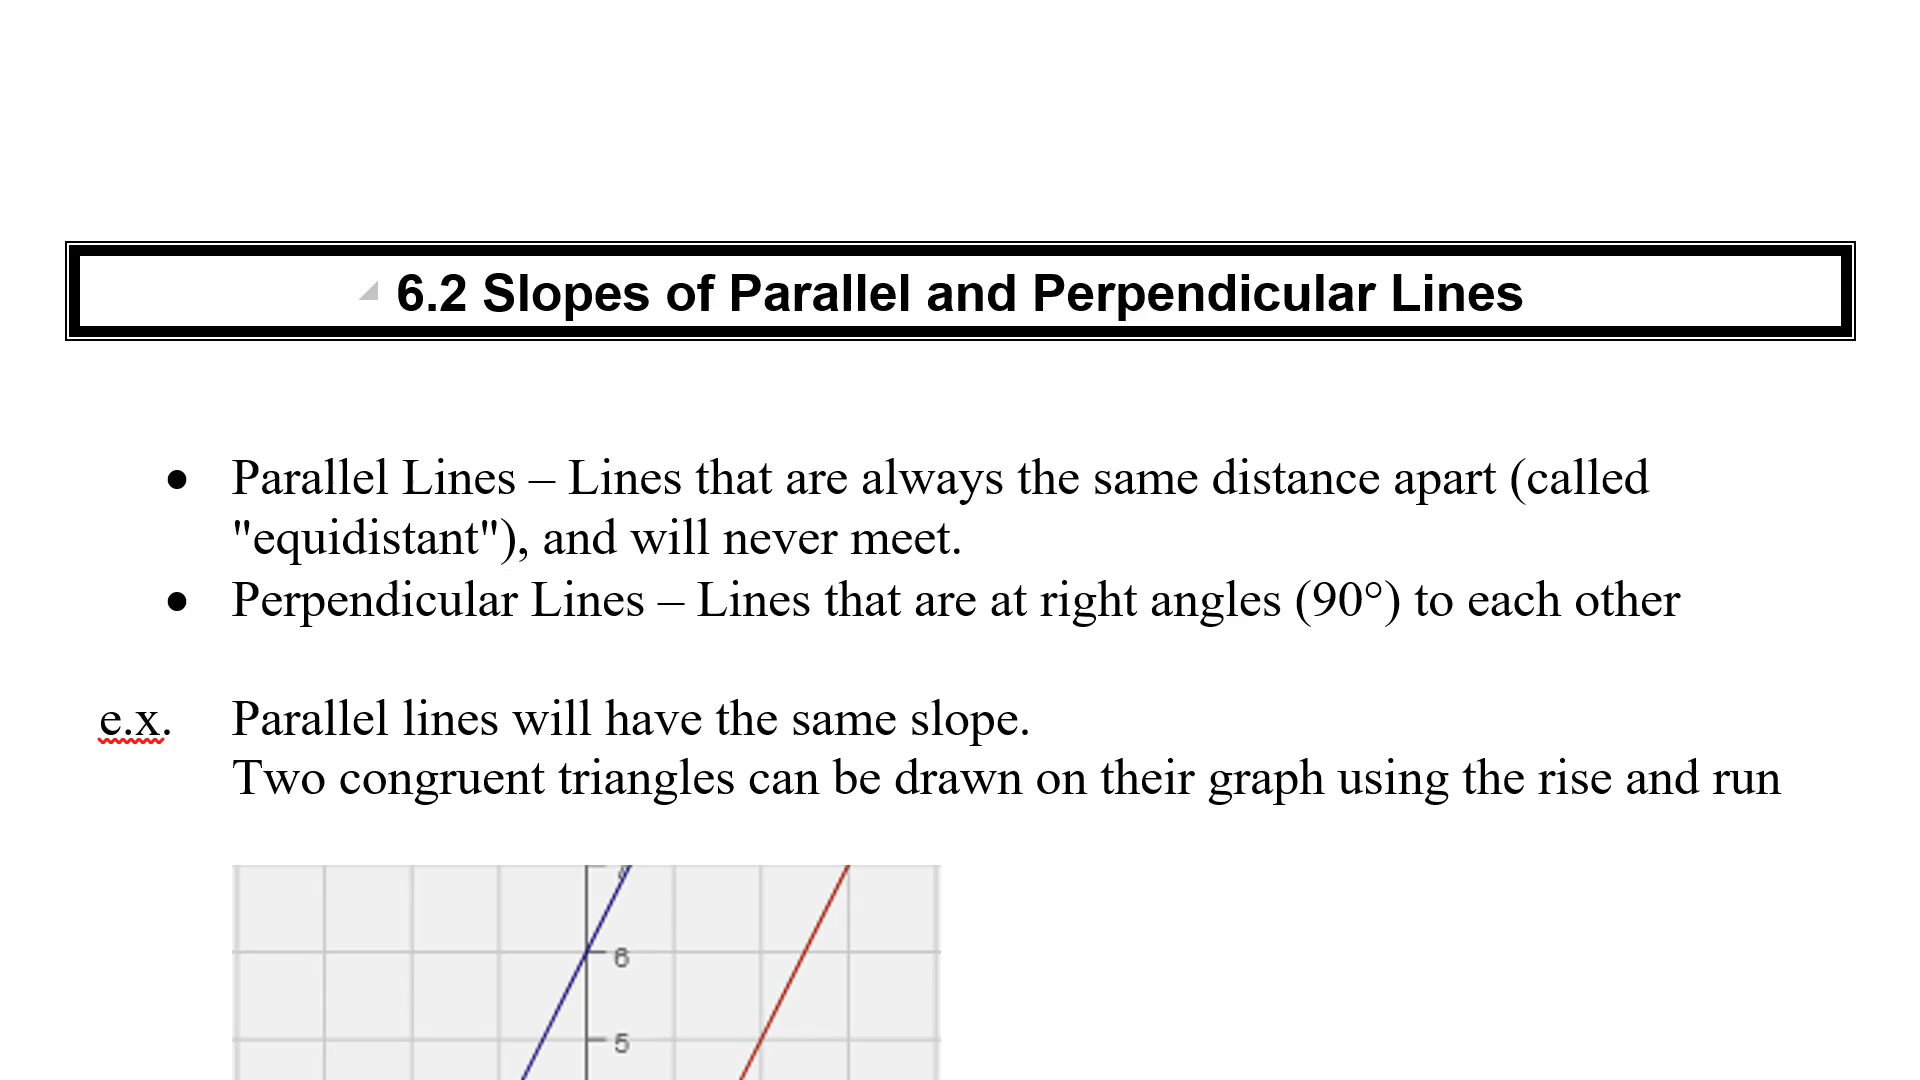 6.2 Slopes of Parallel and Perpendicular Lines
• Parallel Lines – Lines that are always the same distance apart (called
"equidistant"), and will never meet.
• Perpendicular Lines – Lines that are at right angles (90°) to each other
e.x. Parallel lines will have the same slope.
Two congruent triangles can be drawn on their graph using the rise and run
7
6
5